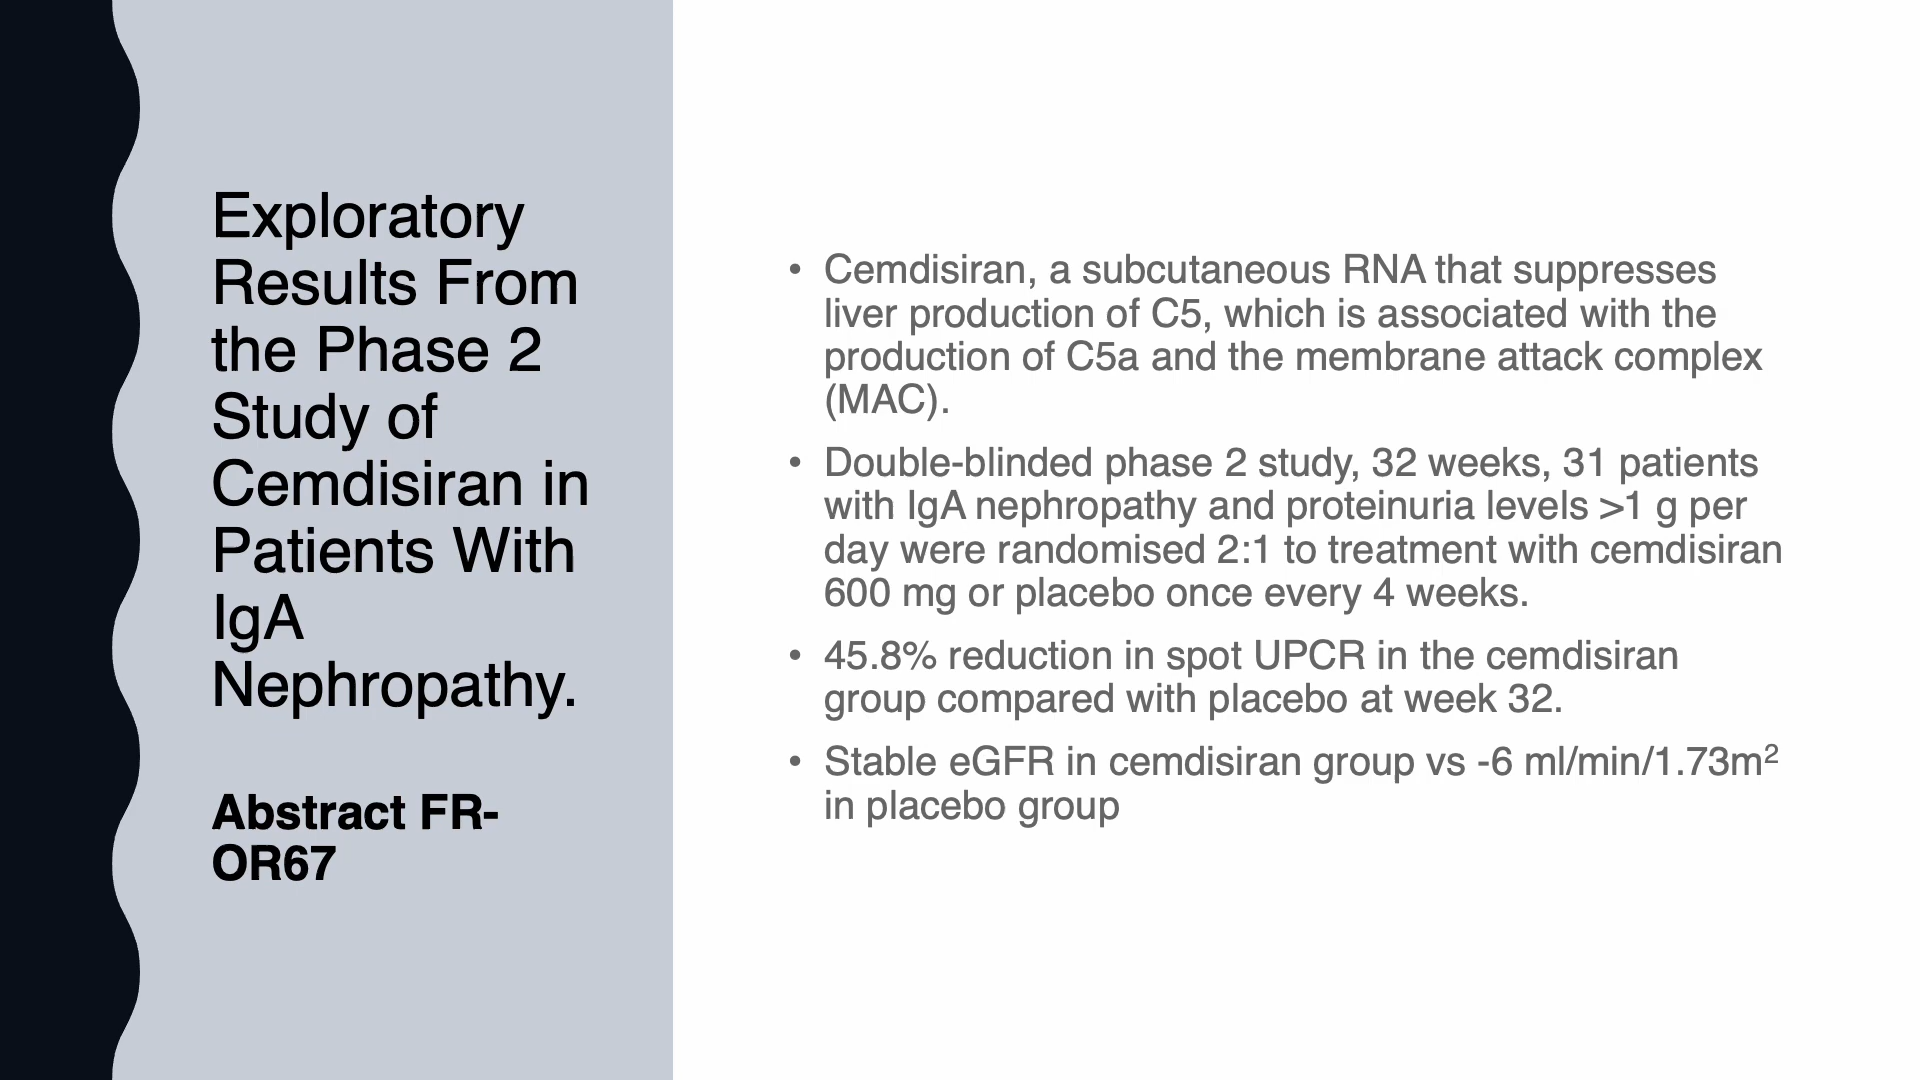 Exploratory
Results From
the Phase 2
Study of
Cemdisiran in
Patients With
IgA
Nephropathy.
Abstract FR-
OR67
• Cemdisiran, a subcutaneous RNA that suppresses
liver production of C5, which is associated with the
production of C5a and the membrane attack complex
(MAC).
• Double-blinded phase 2 study, 32 weeks, 31 patients
with IgA nephropathy and proteinuria levels >1 g per
day were randomised 2:1 to treatment with cemdisiran
600 mg or placebo once every 4 weeks.
• 45.8% reduction in spot UPCR in the cemdisiran
group compared with placebo at week 32.
• Stable eGFR in cemdisiran group vs -6 ml/min/1.73m²
in placebo group